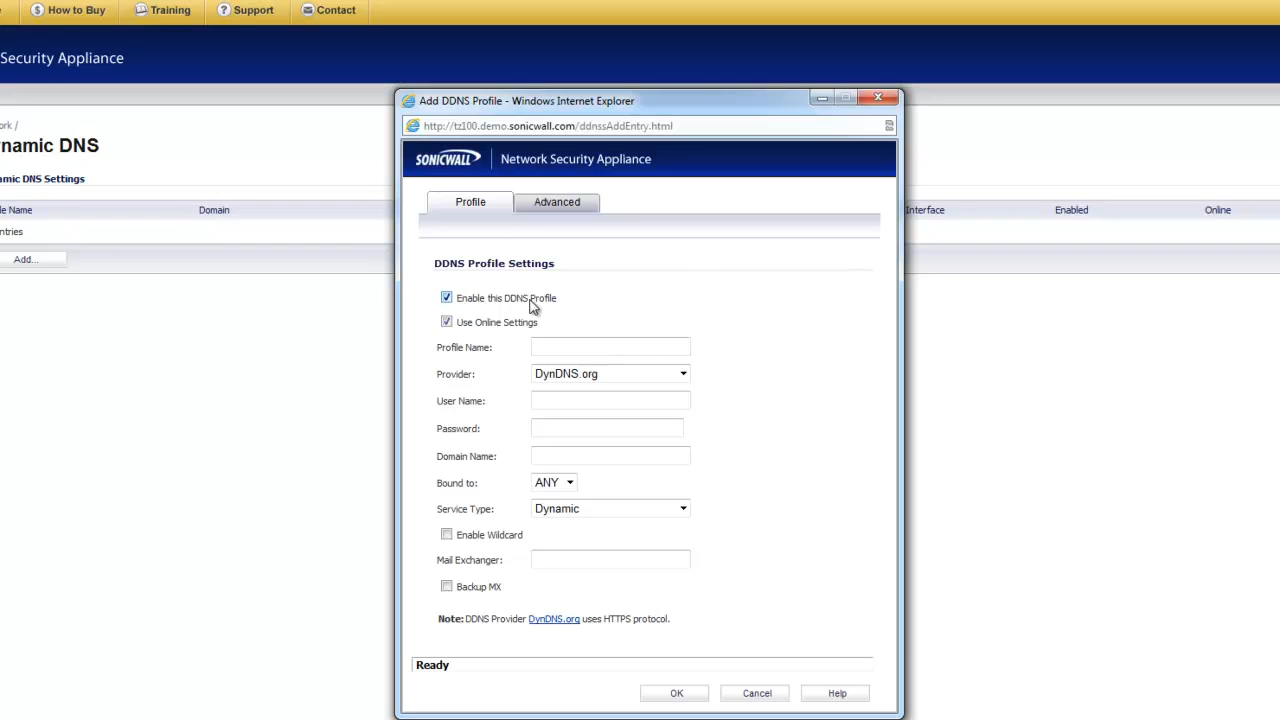 How to Buy Training Support Contact
Security Appliance
Add DDNS Profile - Windows Internet Explorer
http://tz100.demo.sonicwall.com/ddnssAddEntry.html
ork /
namic DNS
SONICWALL Network Security Appliance
amic DNS Settings
Profile Advanced
le Name Domain Interface Enabled Online
ntries
Add...
DDNS Profile Settings
Enable this DDNS Profile
Use Online Settings
Profile Name:
Provider: DynDNS.org
User Name:
Password:
Domain Name:
Bound to: ANY
Service Type: Dynamic
Enable Wildcard
Mail Exchanger:
Backup MX
Note: DDNS Provider DynDNS.org uses HTTPS protocol.
Ready
OK Cancel Help